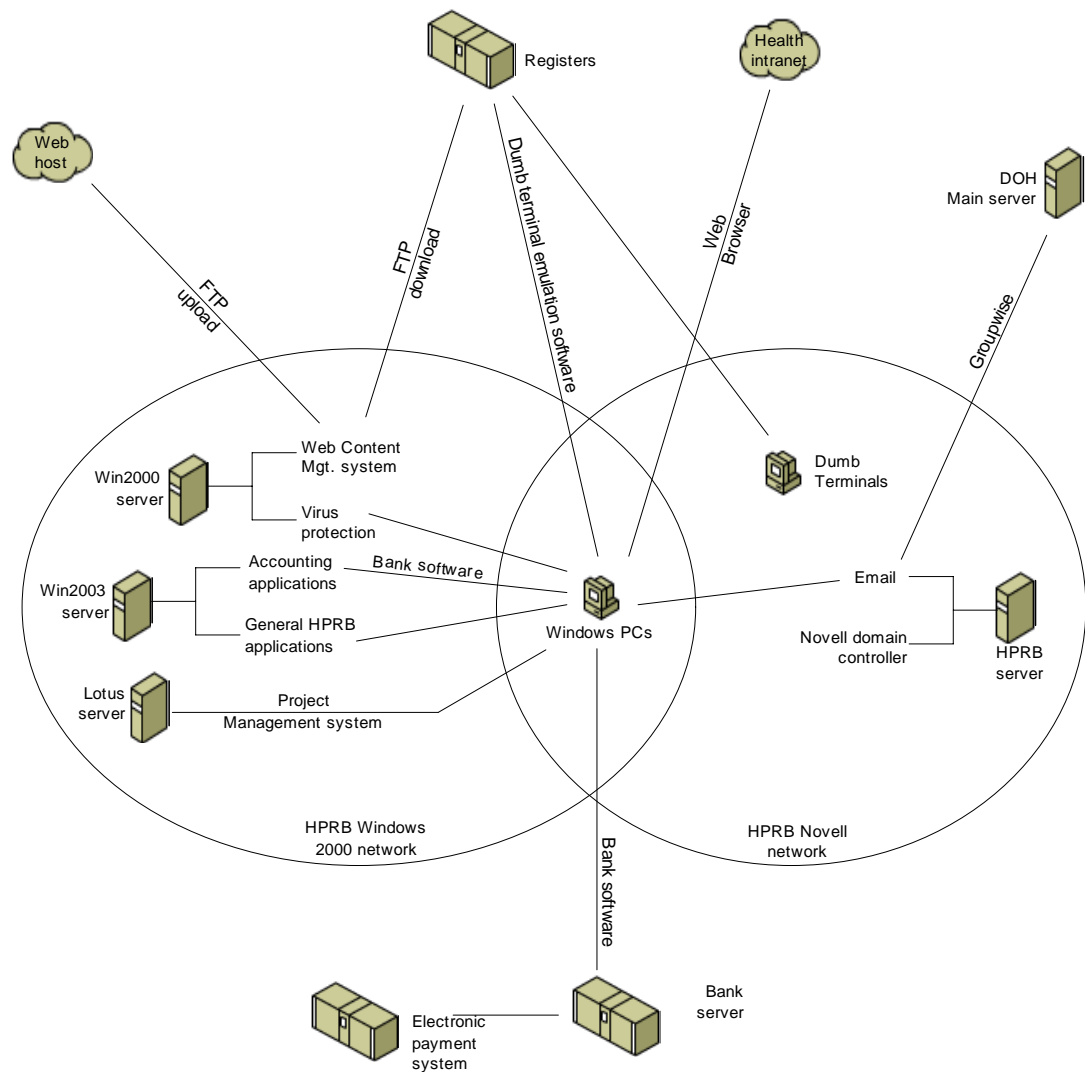 Registers
Health
intranet
Web
host
DOH
Main server
Dumb terminal emulation software
Web
Browser
FTP
download
FTP
upload
Groupwise
Web Content
Mgt. system
Win2000
server
Virus
protection
Dumb
Terminals
Accounting
applications
Bank software
Win2003
server
General HPRB
applications
Windows PCs
Email
Novell domain
controller
HPRB
server
Lotus
server
Project
Management system
HPRB Windows
2000 network
HPRB Novell
network
Bank software
Bank
server
Electronic
payment
system